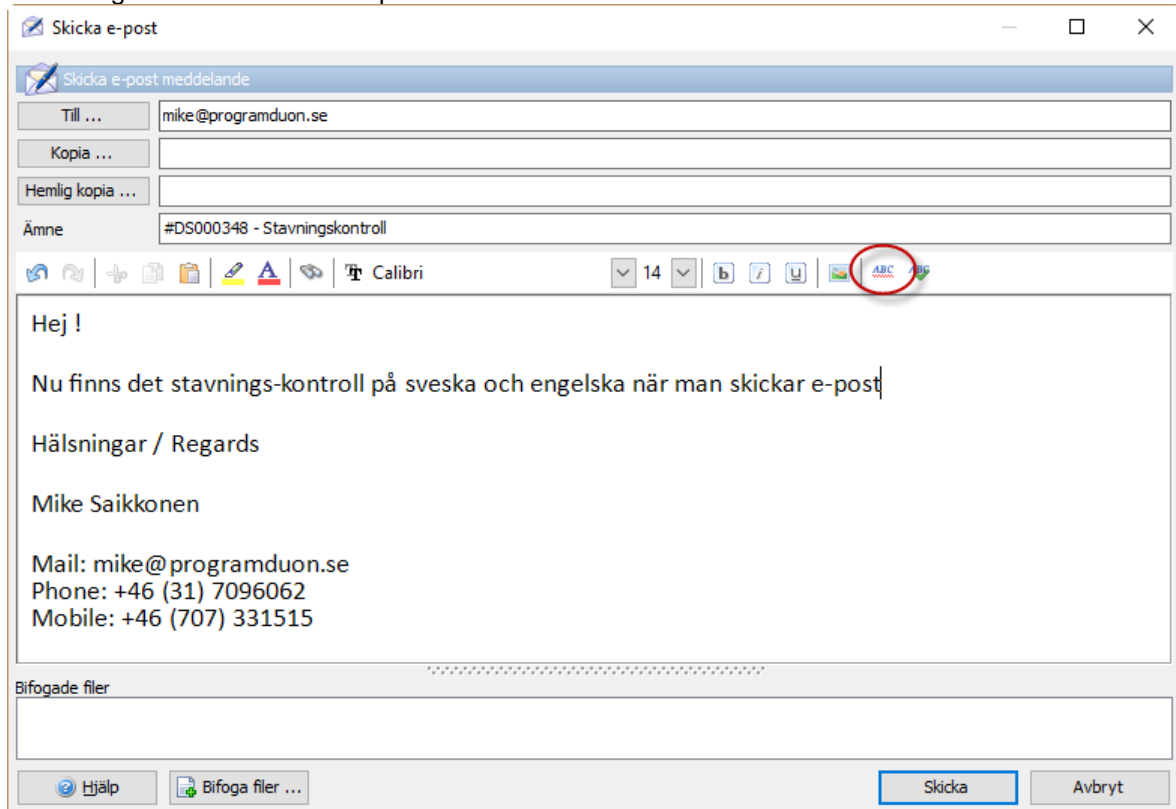 Skicka e-post
Skicka e-post meddelande
Till ...
mike@programduon.se
Kopia ...
Hemlig kopia ...
Ämne
#DS000348 - Stavningskontroll
Calibri 14 b i u ABC ABC
Hej !
Nu finns det stavnings-kontroll på sveska och engelska när man skickar e-post
Hälsningar / Regards
Mike Saikkonen
Mail: mike@programduon.se
Phone: +46 (31) 7096062
Mobile: +46 (707) 331515
Bifogade filer
Hjälp
Bifoga filer ...
Skicka
Avbryt